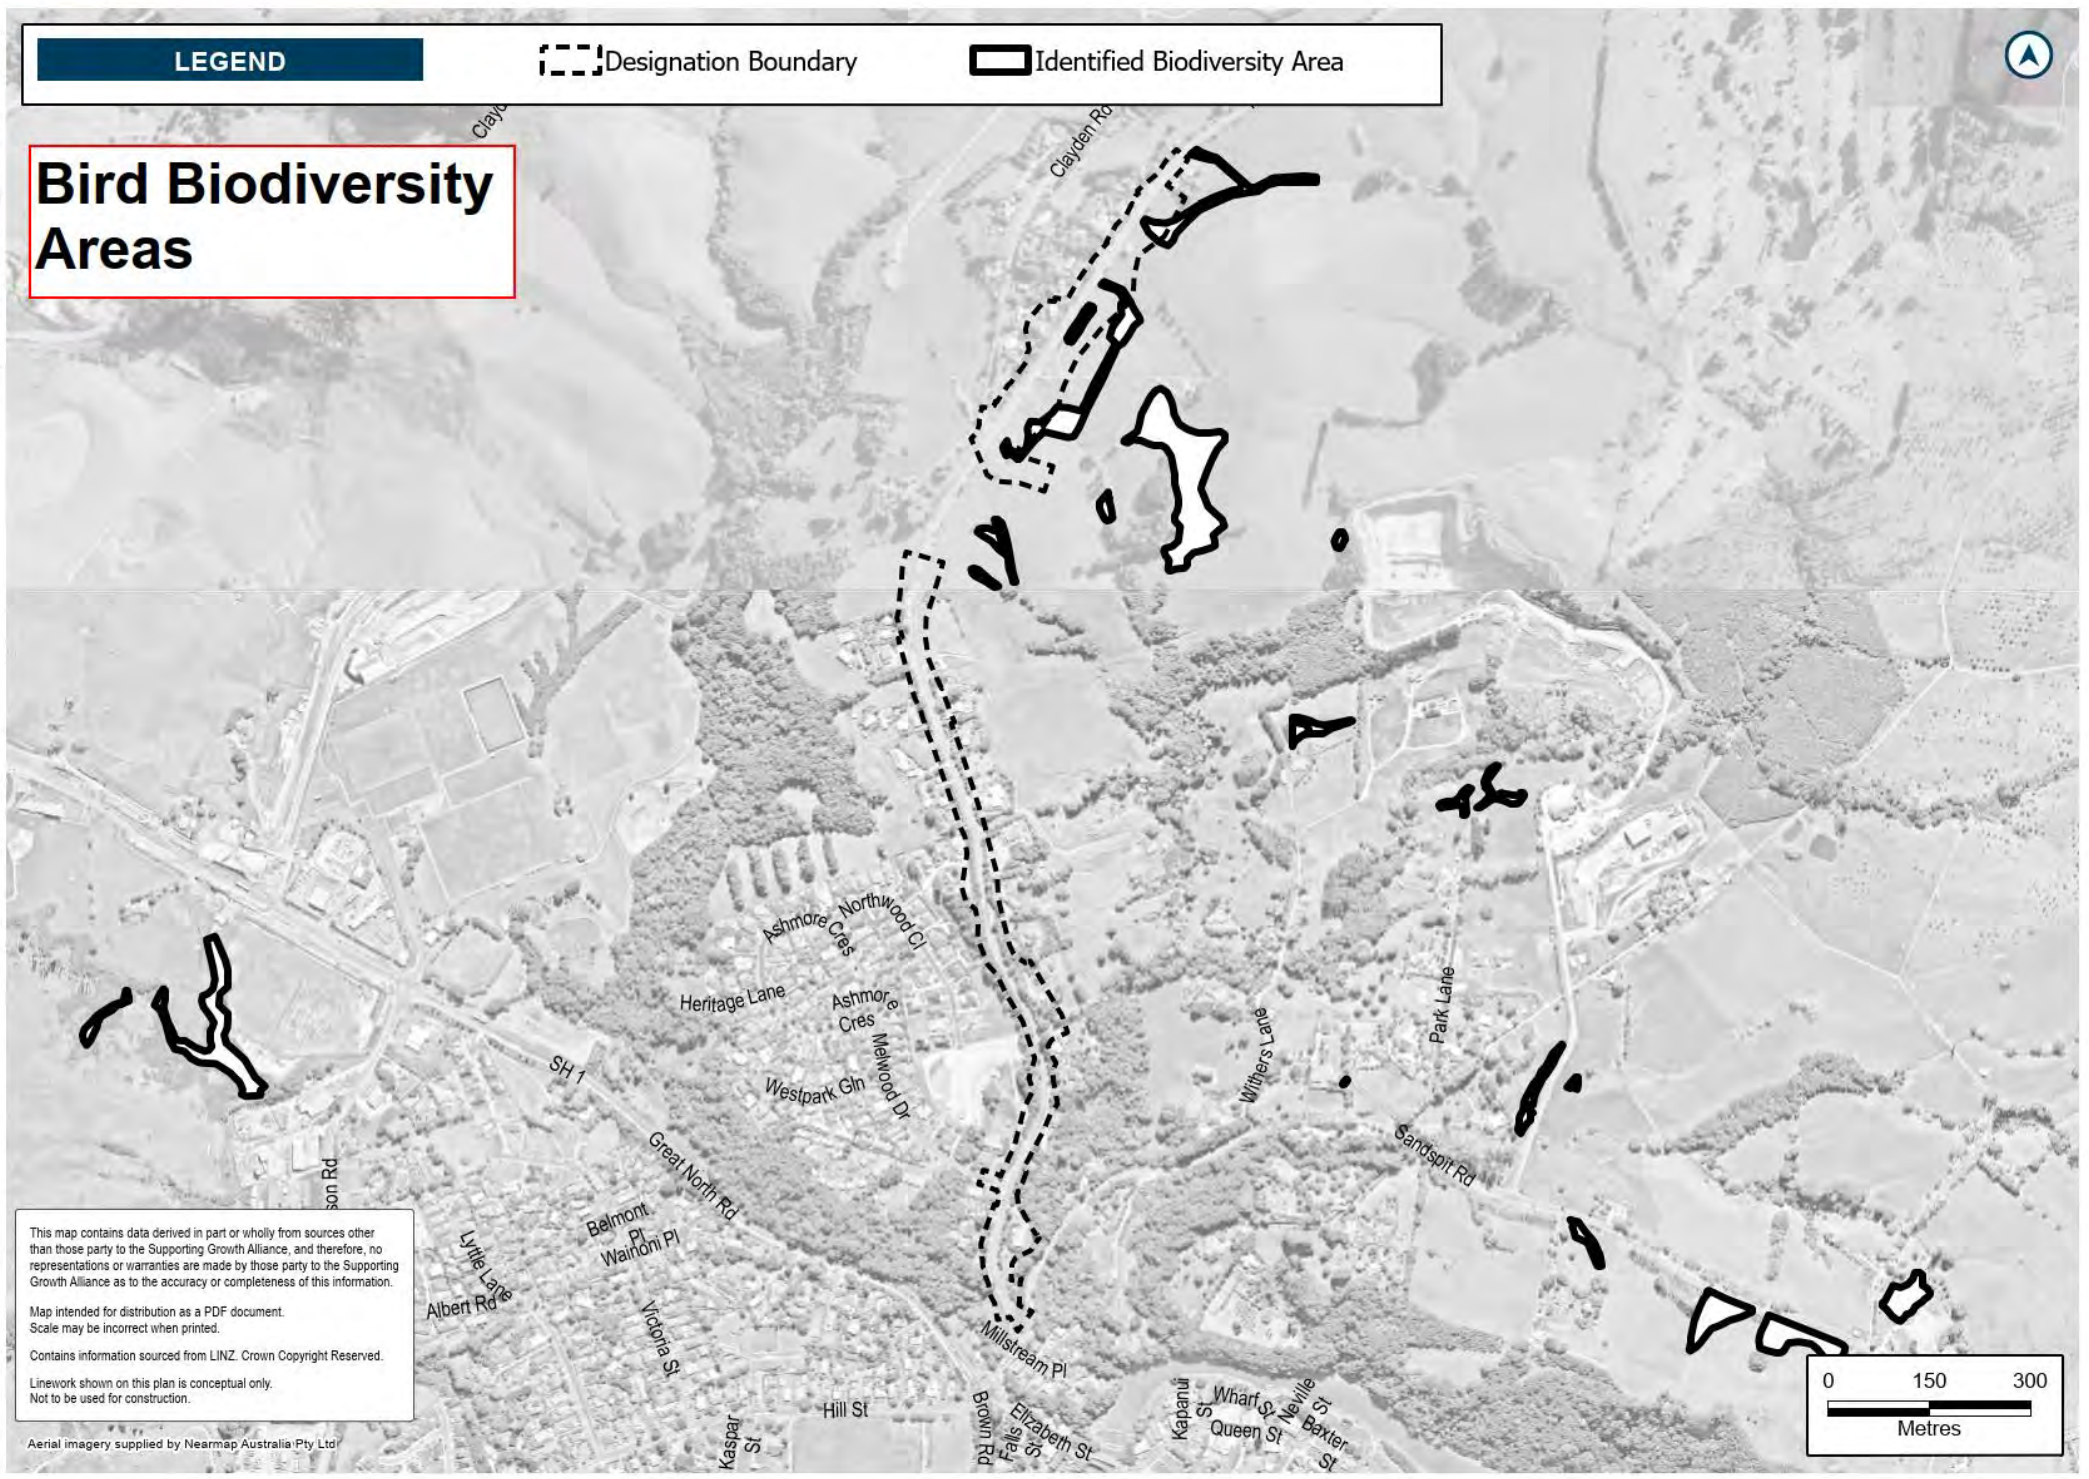 LEGEND
Designation Boundary
Identified Biodiversity Area
Bird Biodiversity
Areas
Clayd
Clayden Rd
Northwood Cl
Ashmore Cres
Heritage Lane
Ashmore
Cres
Melwood Dr
Westpark Gln
SH 1
Great North Rd
Withers Lane
Park Lane
Sandspit Rd
son Rd
Lyttle Lane
Belmont
Pl
Wainoni Pl
Albert Rd
Victoria St
Millstream Pl
Hill St
Kaspar
St
Brown Rd
Falls
St
Elizabeth St
Kapanui
St
Wharf St
Queen St
Neville
St
Baxter
St
This map contains data derived in part or wholly from sources other
than those party to the Supporting Growth Alliance, and therefore, no
representations or warranties are made by those party to the Supporting
Growth Alliance as to the accuracy or completeness of this information.
Map intended for distribution as a PDF document.
Scale may be incorrect when printed.
Contains information sourced from LINZ. Crown Copyright Reserved.
Linework shown on this plan is conceptual only.
Not to be used for construction.
Aerial imagery supplied by Nearmap Australia Pty Ltd
0 150 300
Metres